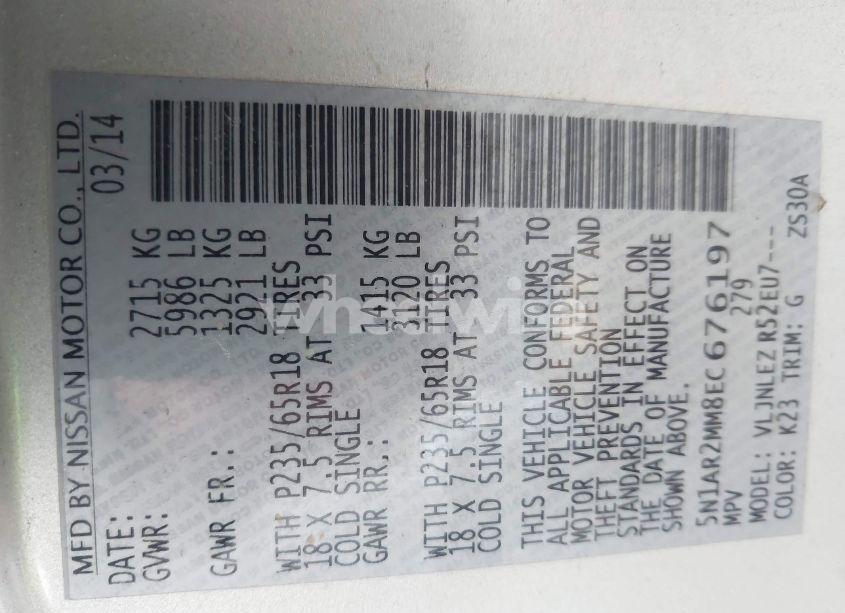 MFD BY NISSAN MOTOR CO., LTD.
DATE: 03/14
GVWR: 2715 KG
5986 LB
GAWR FR.: 1325 KG
2921 LB
WITH P235/65R18 TIRES
18 X 7.5 RIMS AT 33 PSI
COLD SINGLE
GAWR RR.: 1415 KG
3120 LB
WITH P235/65R18 TIRES
18 X 7.5 RIMS AT 33 PSI
COLD SINGLE
THIS VEHICLE CONFORMS TO
ALL APPLICABLE FEDERAL
MOTOR VEHICLE SAFETY AND
THEFT PREVENTION
STANDARDS IN EFFECT ON
THE DATE OF MANUFACTURE
SHOWN ABOVE.
5N1AR2MM8EC676197
MPV 279
MODEL: VLJNLEZ R52EU7---
COLOR: K23 TRIM: G ZS30A